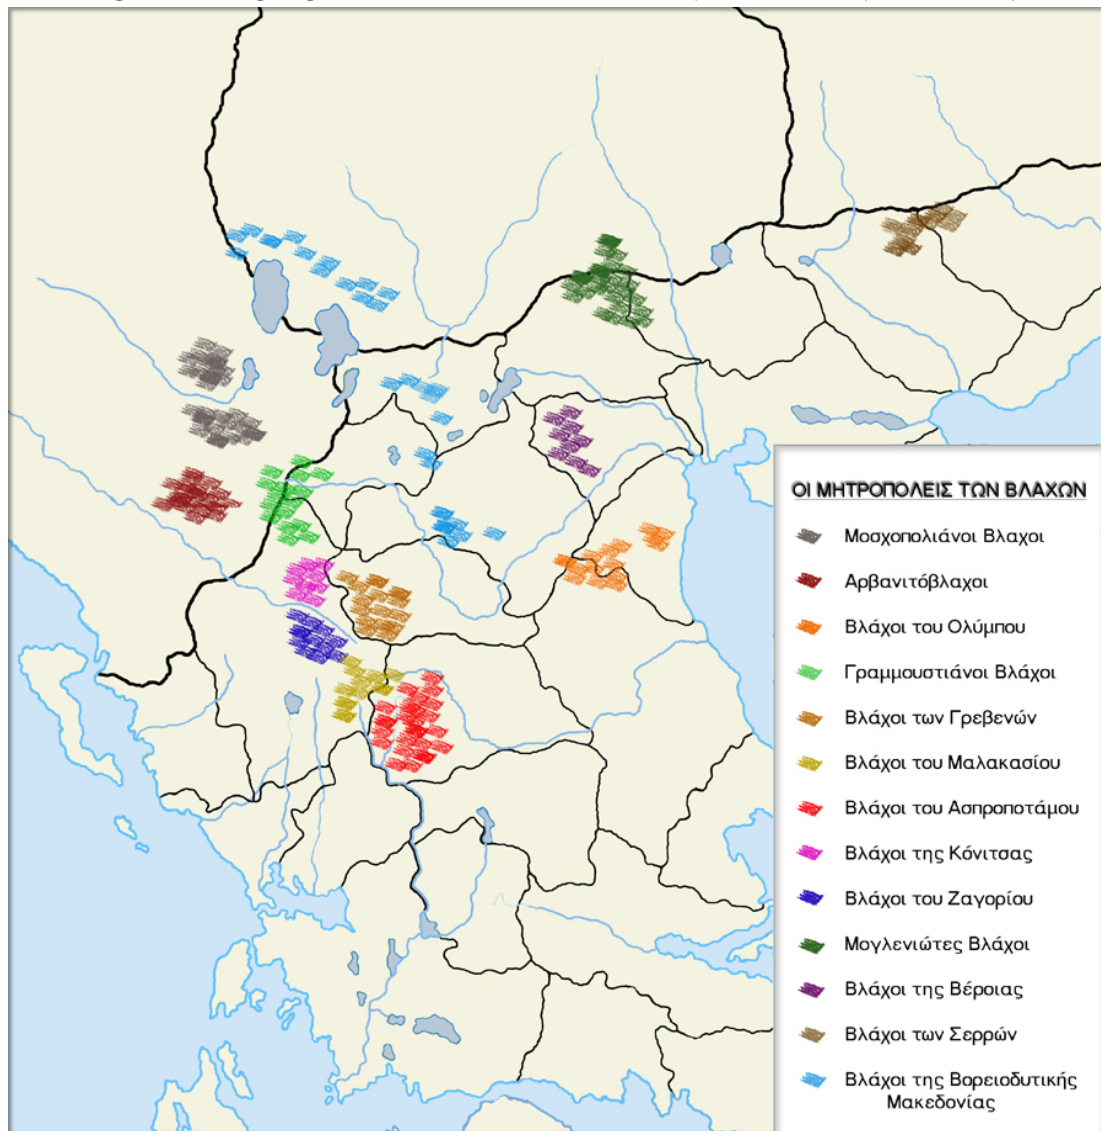 ΟΙ ΜΗΤΡΟΠΟΛΕΙΣ ΤΩΝ ΒΛΑΧΩΝ
Μοσχοπολιάνοι Βλαχοι
Αρβανιτόβλαχοι
Βλάχοι του Ολύμπου
Γραμμουστιάνοι Βλάχοι
Βλάχοι των Γρεβενών
Βλάχοι του Μαλακασίου
Βλάχοι του Ασπροποτάμου
Βλάχοι της Κόνιτσας
Βλάχοι του Ζαγορίου
Μογλενιώτες Βλάχοι
Βλάχοι της Βέροιας
Βλάχοι των Σερρών
Βλάχοι της Βορειοδυτικής
Μακεδονίας